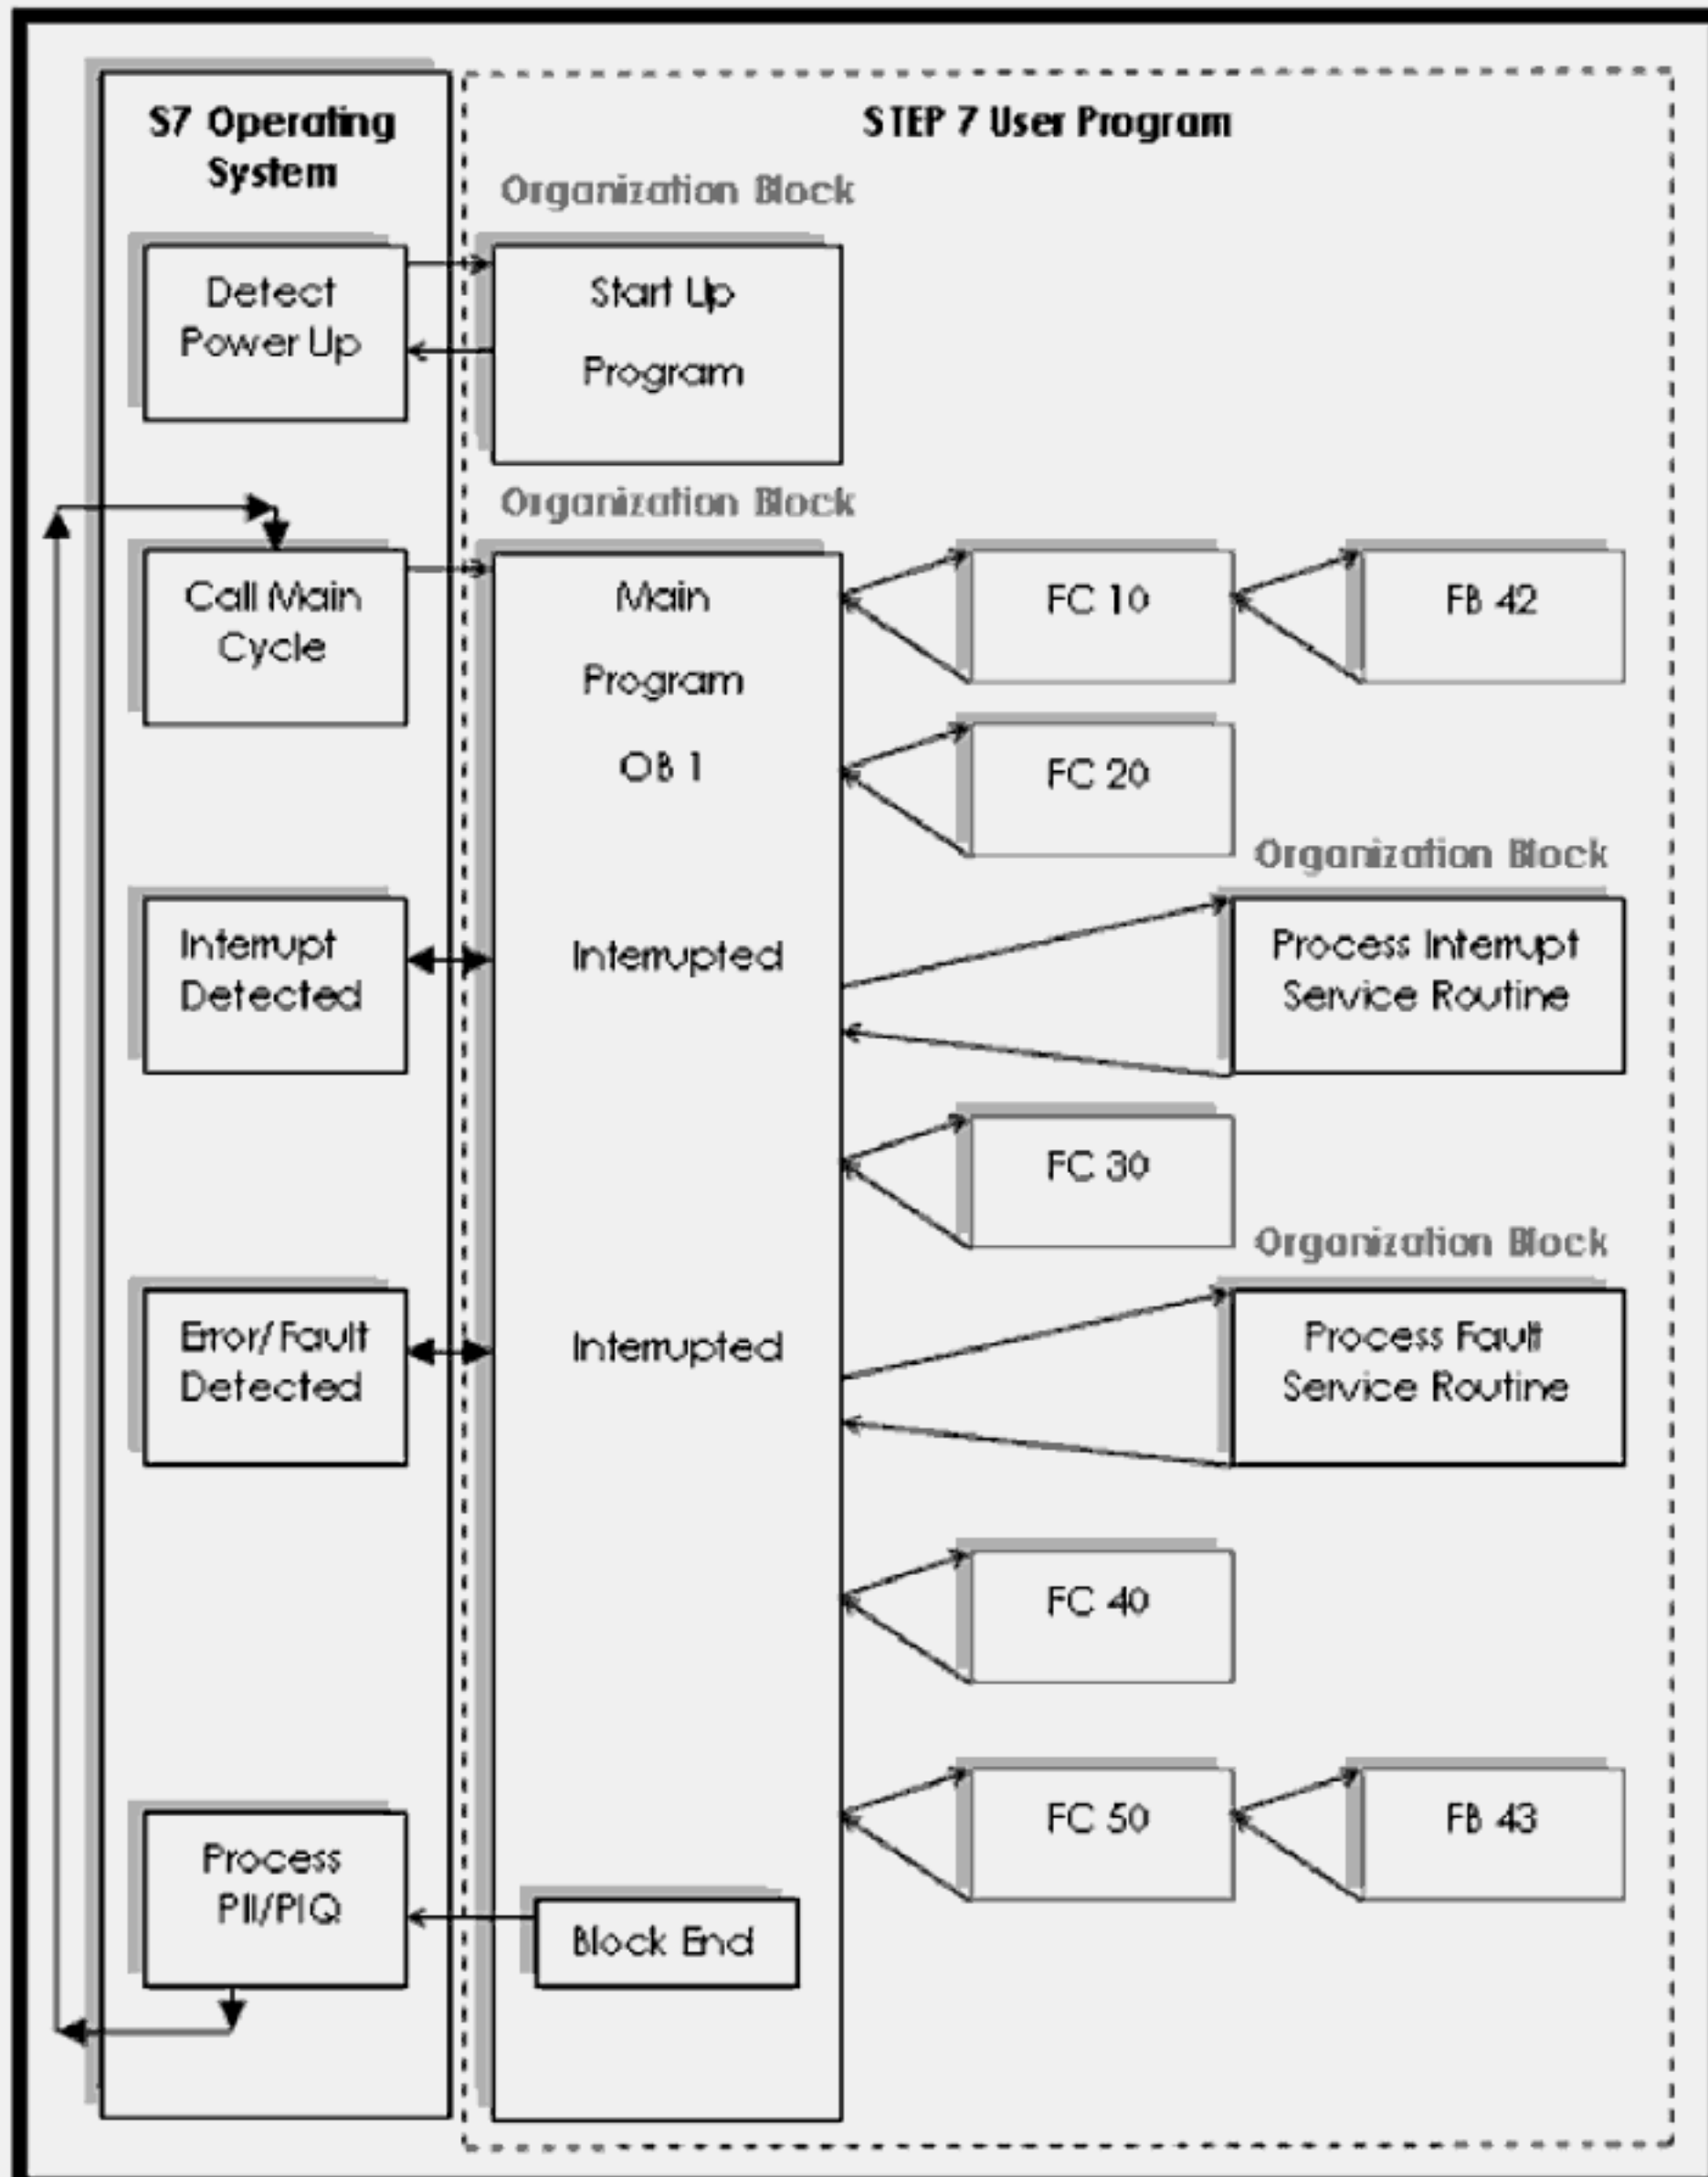 S7 Operating
System
STEP 7 User Program
Organization Block
Detect
Power Up
Start Up
Program
Organization Block
Call Main
Cycle
Main
Program
OB 1
FC 10
FB 42
FC 20
Organization Block
Interrupt
Detected
Interrupted
Process Interrupt
Service Routine
FC 30
Organization Block
Error/Fault
Detected
Interrupted
Process Fault
Service Routine
FC 40
FC 50
FB 43
Process
PII/PIQ
Block End